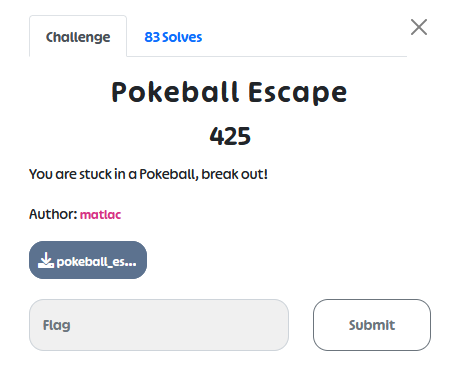 Challenge 83 Solves
Pokeball Escape
425
You are stuck in a Pokeball, break out!
Author: matlac
pokeball_es...
Flag Submit